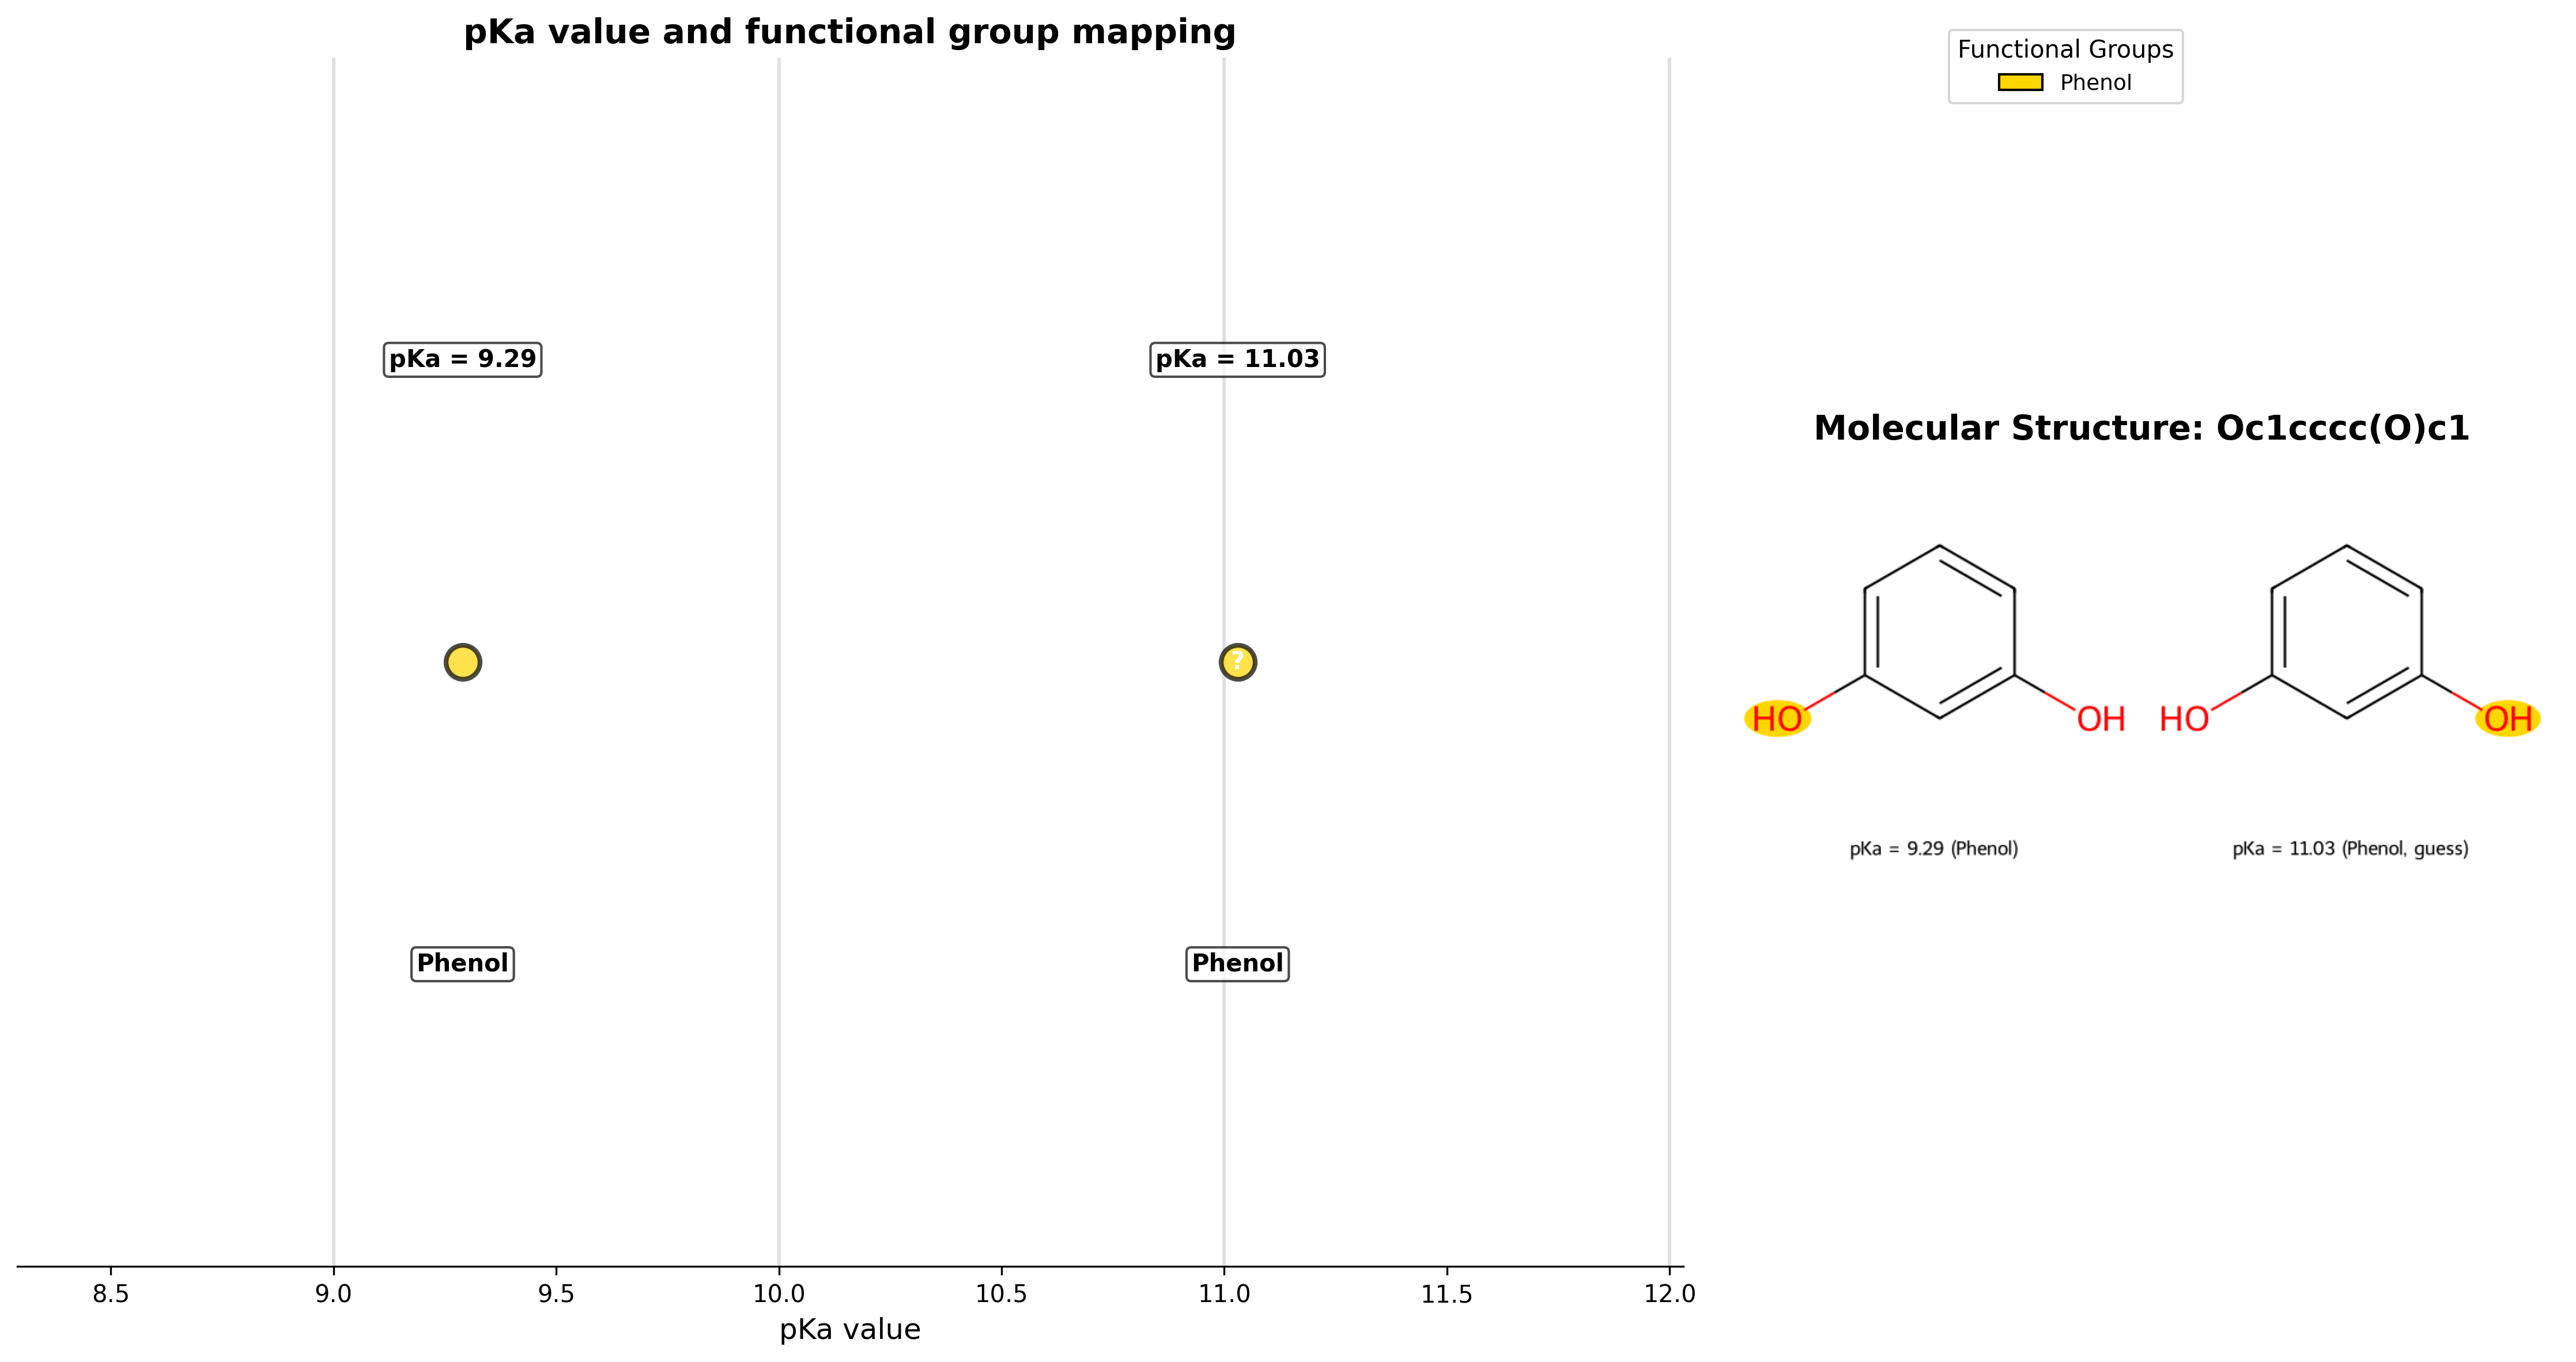 pKa value and functional group mapping
pKa = 9.29
pKa = 11.03
?
Phenol
Phenol
8.5
9.0
9.5
10.0
10.5
11.0
11.5
12.0
pKa value
Functional Groups
Phenol
Molecular Structure: Oc1cccc(O)c1
HO
OH
HO
OH
pKa = 9.29 (Phenol)
pKa = 11.03 (Phenol, guess)